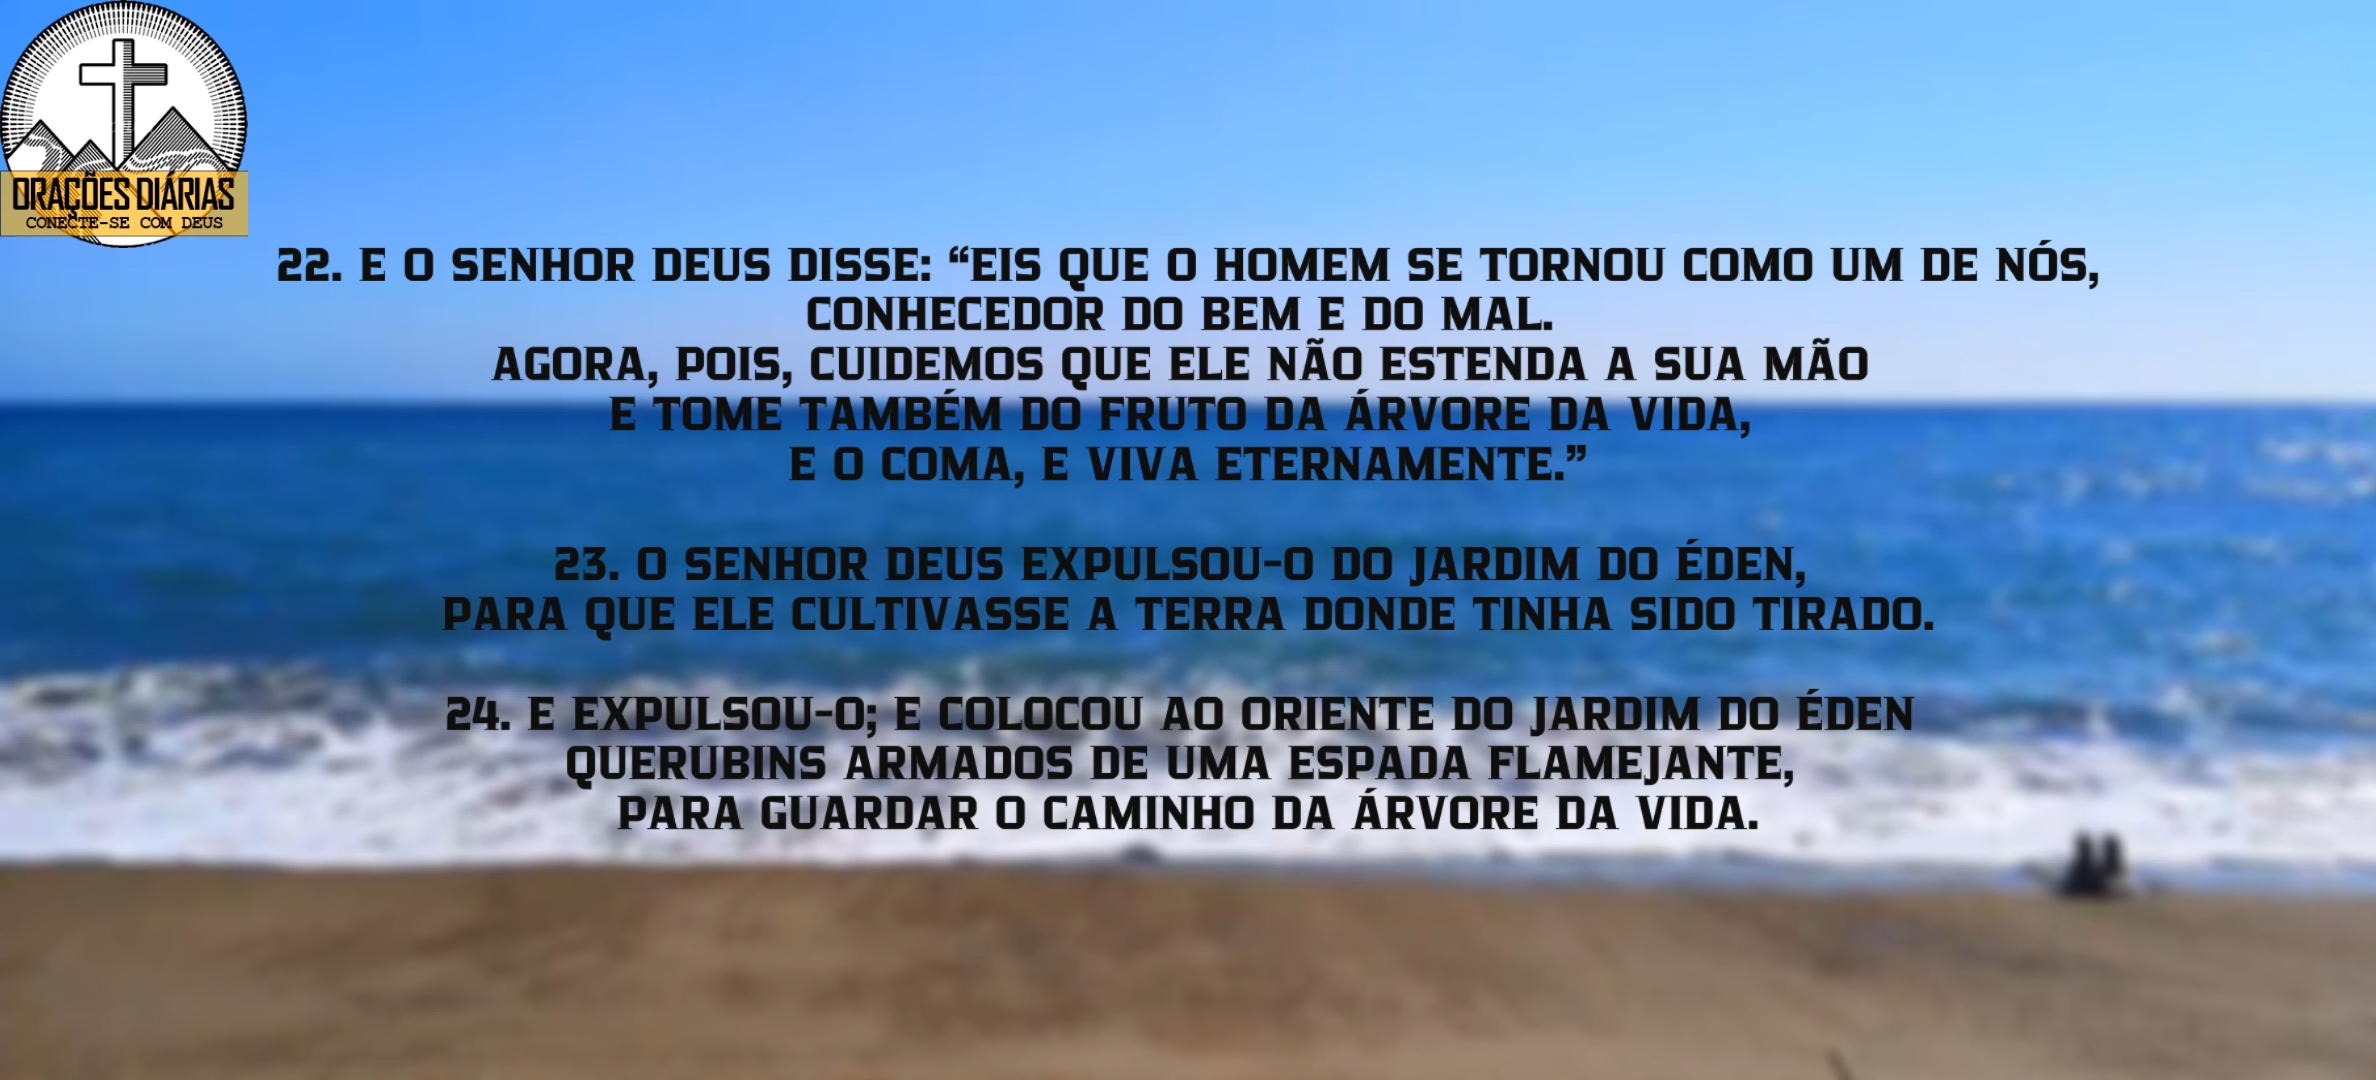 ORAÇÕES DIÁRIAS
CONECTE-SE COM DEUS
22. E O SENHOR DEUS DISSE: “EIS QUE O HOMEM SE TORNOU COMO UM DE NÓS,
CONHECEDOR DO BEM E DO MAL.
AGORA, POIS, CUIDEMOS QUE ELE NÃO ESTENDA A SUA MÃO
E TOME TAMBÉM DO FRUTO DA ÁRVORE DA VIDA,
E O COMA, E VIVA ETERNAMENTE.”
23. O SENHOR DEUS EXPULSOU-O DO JARDIM DO ÉDEN,
PARA QUE ELE CULTIVASSE A TERRA DONDE TINHA SIDO TIRADO.
24. E EXPULSOU-O; E COLOCOU AO ORIENTE DO JARDIM DO ÉDEN
QUERUBINS ARMADOS DE UMA ESPADA FLAMEJANTE,
PARA GUARDAR O CAMINHO DA ÁRVORE DA VIDA.